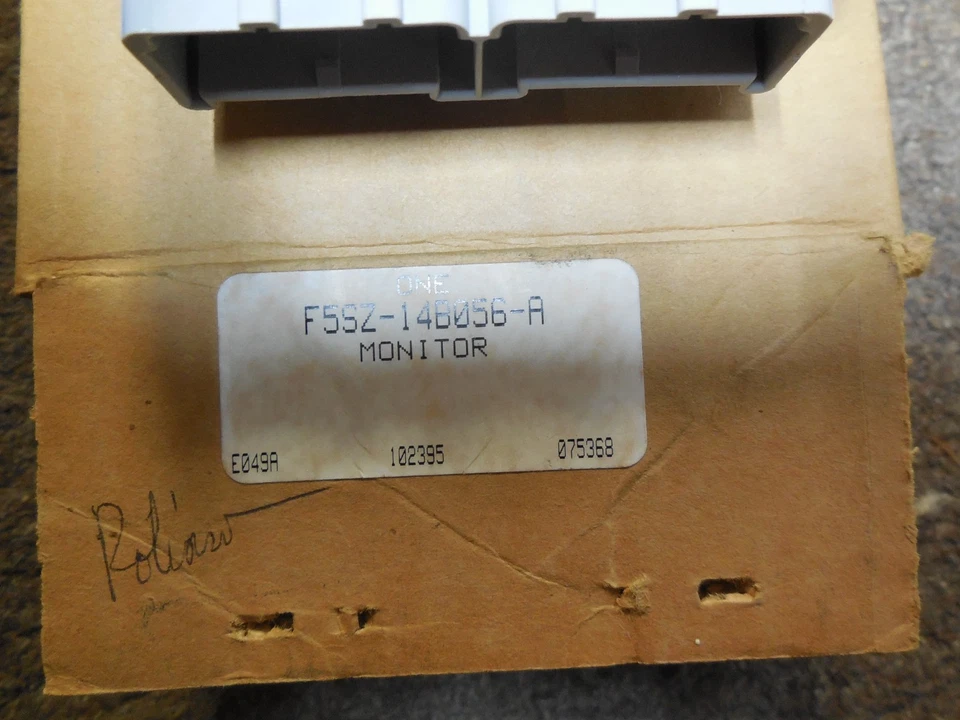 ONE
F5SZ-14B056-A
MONITOR
E049A 102395 075368